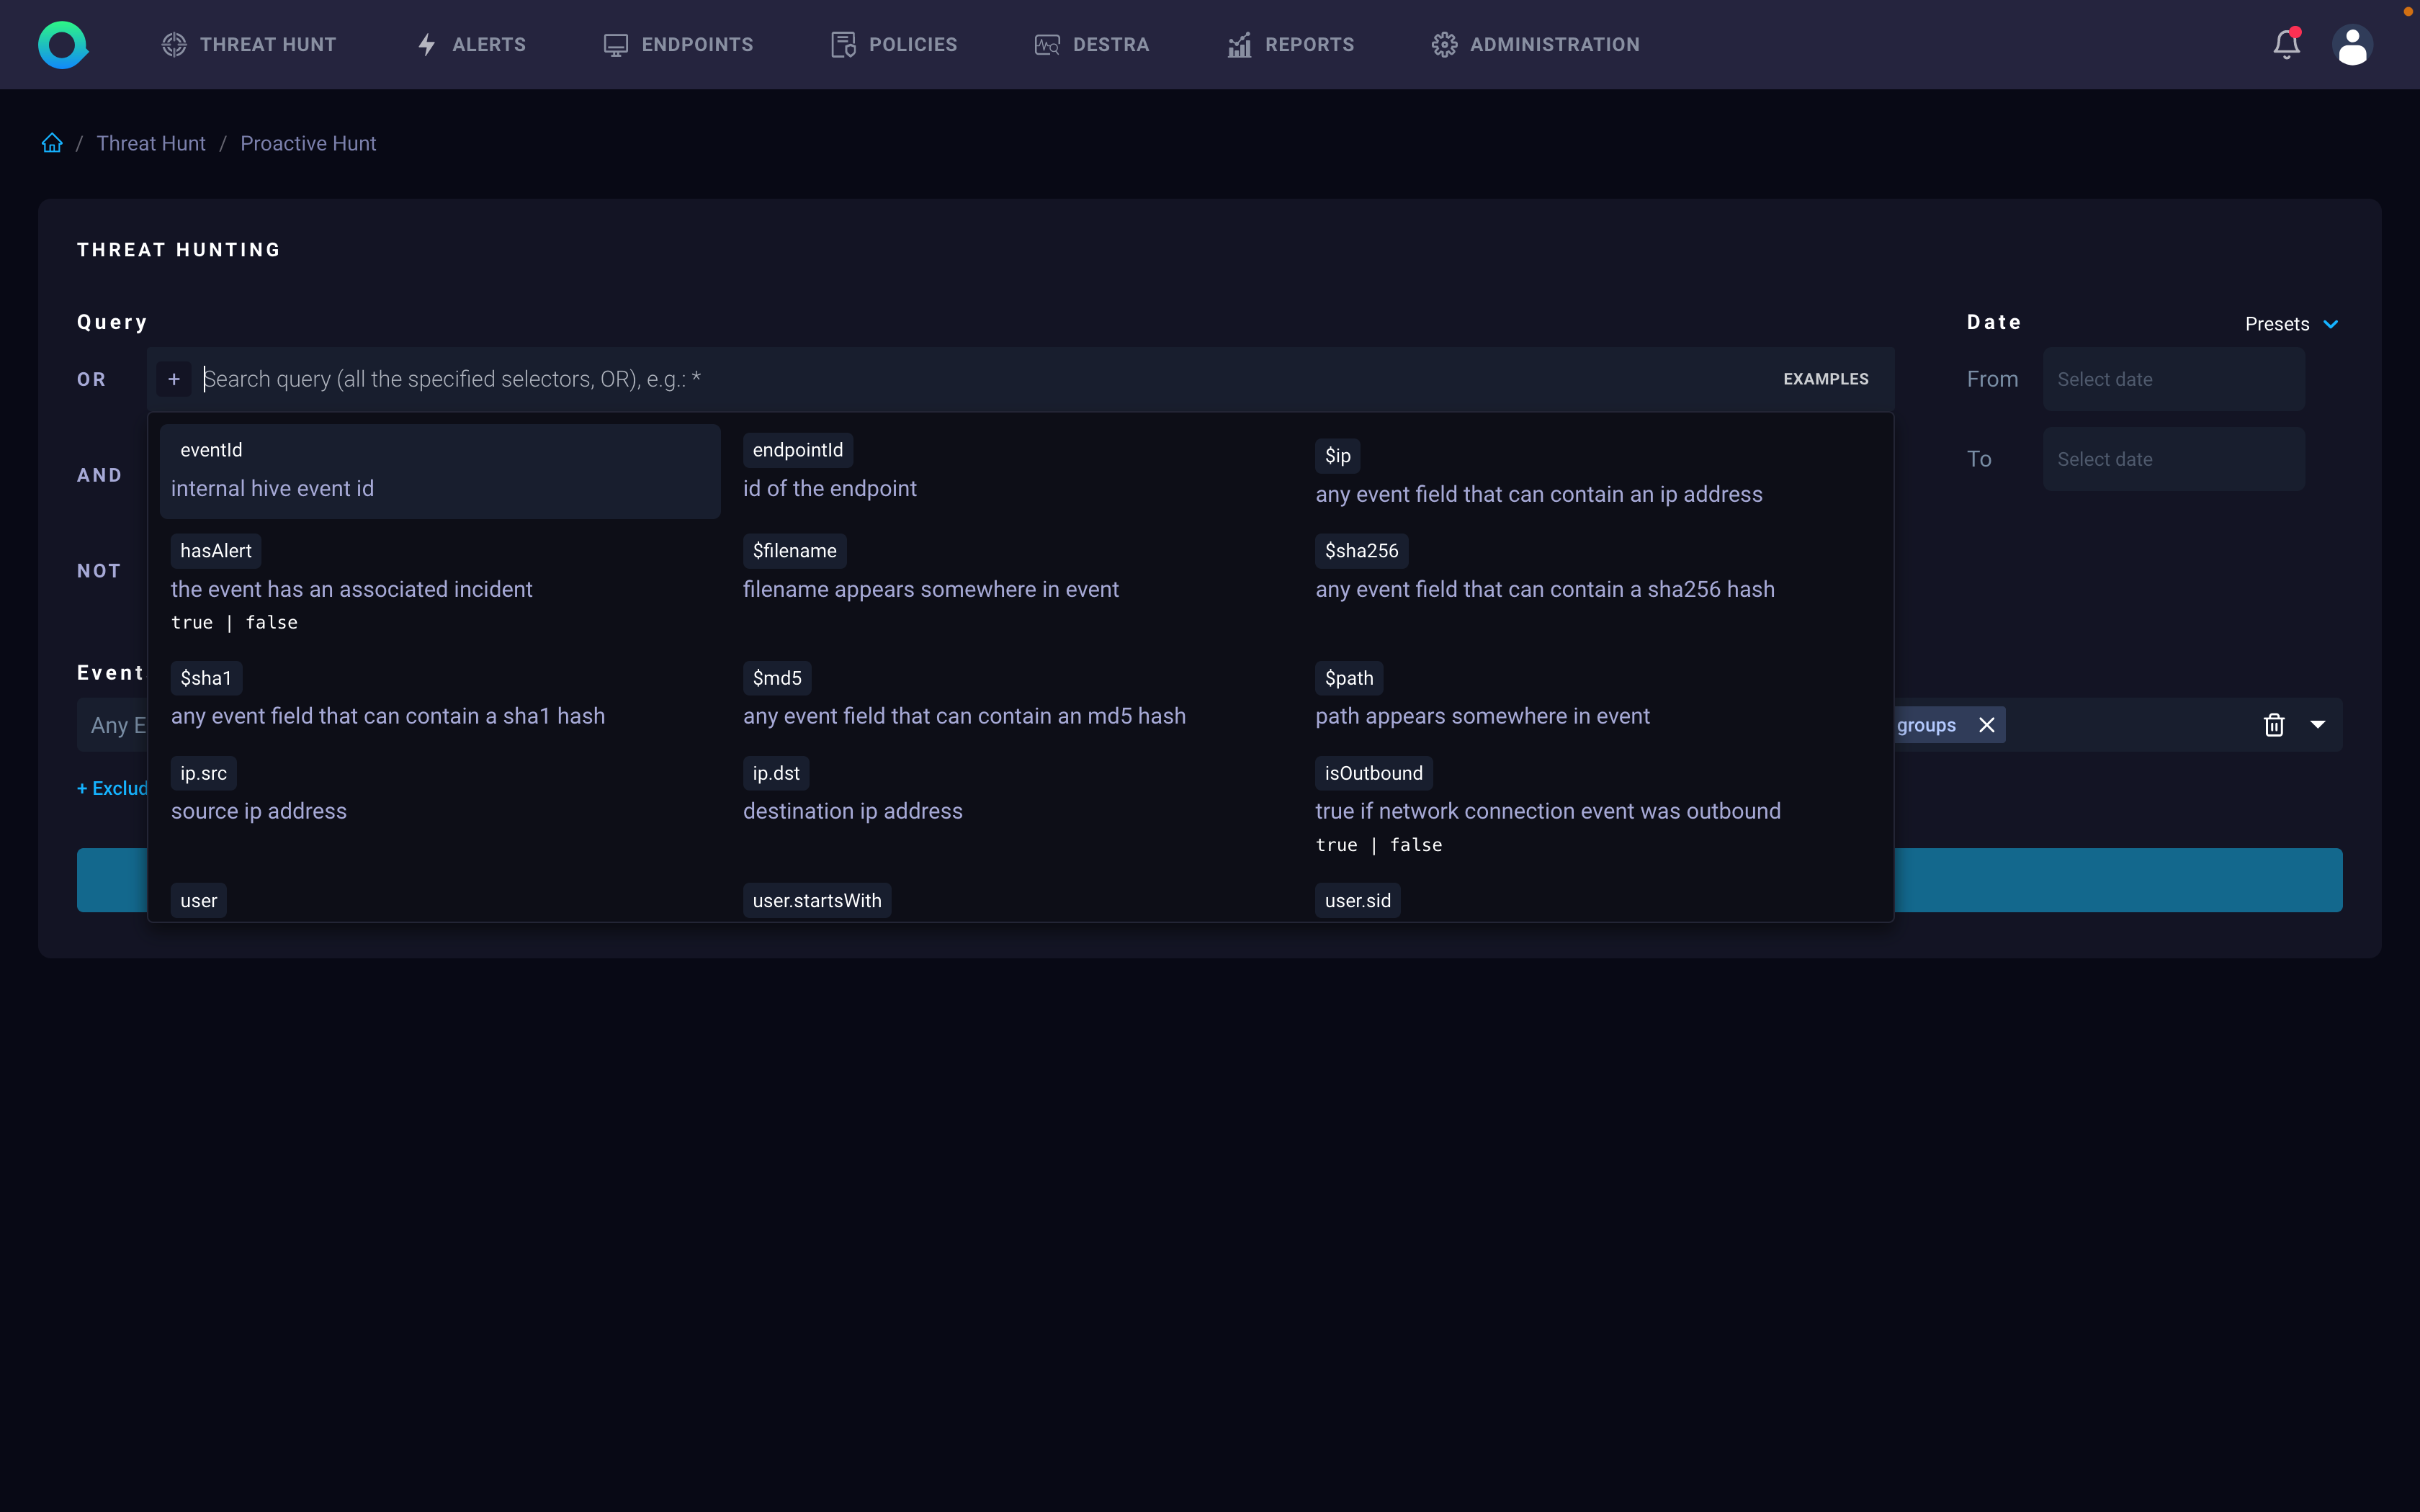 THREAT HUNT
ALERTS
ENDPOINTS
POLICIES
DESTRA
REPORTS
ADMINISTRATION
/ Threat Hunt / Proactive Hunt
THREAT HUNTING
Query
Date
Presets
OR
+ Search query (all the specified selectors, OR), e.g.: *
EXAMPLES
From
Select date
AND
To
Select date
NOT
eventId
internal hive event id
endpointId
id of the endpoint
$ip
any event field that can contain an ip address
hasAlert
the event has an associated incident
true | false
$filename
filename appears somewhere in event
$sha256
any event field that can contain a sha256 hash
$sha1
any event field that can contain a sha1 hash
$md5
any event field that can contain an md5 hash
$path
path appears somewhere in event
ip.src
source ip address
ip.dst
destination ip address
isOutbound
true if network connection event was outbound
true | false
user
user.startsWith
user.sid
Event
Any E
groups
+ Exclud